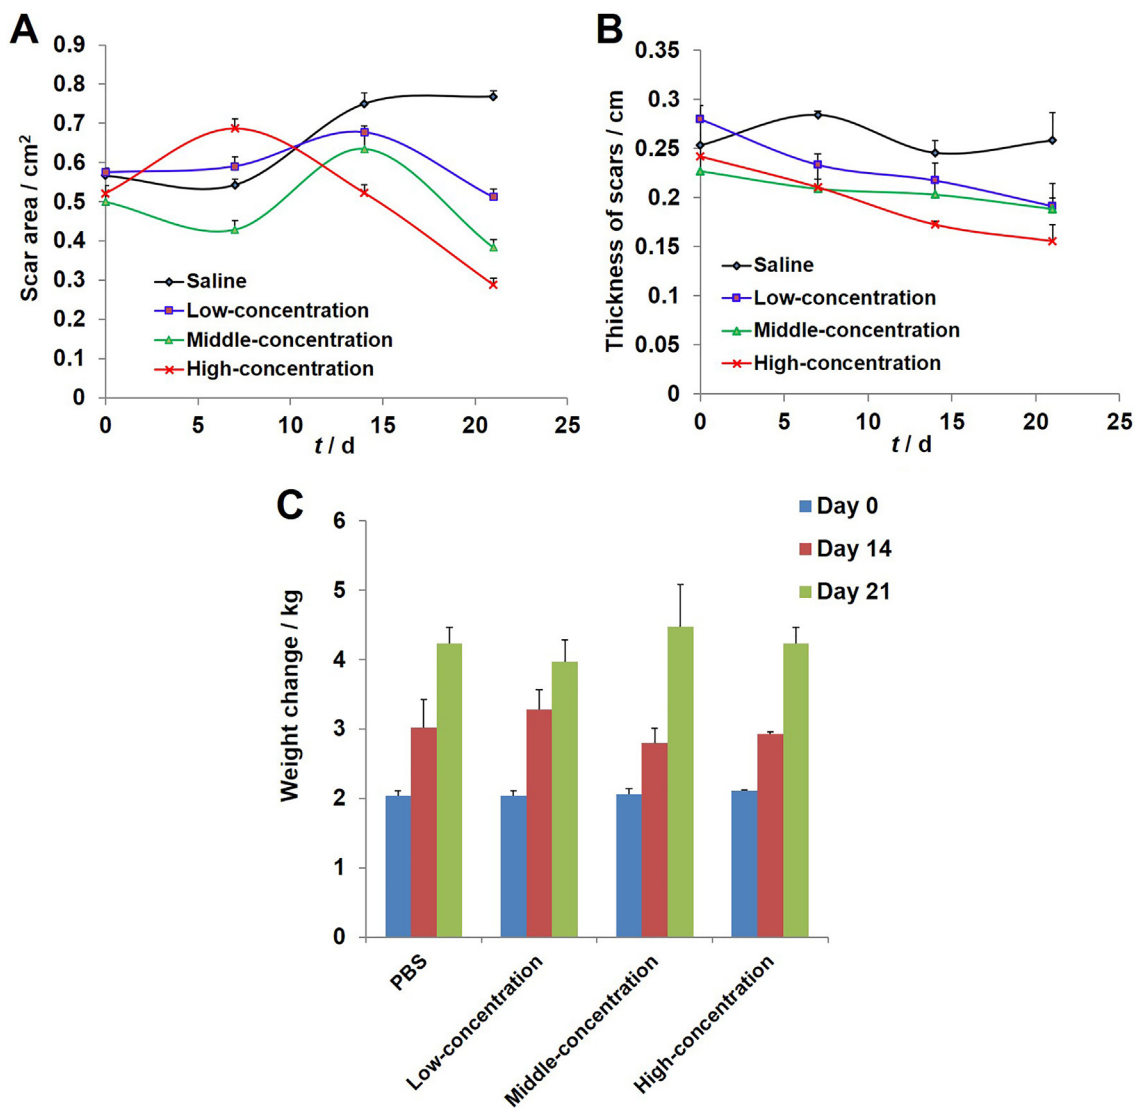 A
Scar area / cm²
0.9
0.8
0.7
0.6
0.5
0.4
0.3
0.2
0.1
0
0 5 10 15 20 25
t / d
Saline
Low-concentration
Middle-concentration
High-concentration
B
Thickness of scars / cm
0.35
0.3
0.25
0.2
0.15
0.1
0.05
0
0 5 10 15 20 25
t / d
Saline
Low-concentration
Middle-concentration
High-concentration
C
Weight change / kg
6
5
4
3
2
1
0
Day 0
Day 14
Day 21
PBS
Low-concentration
Middle-concentration
High-concentration